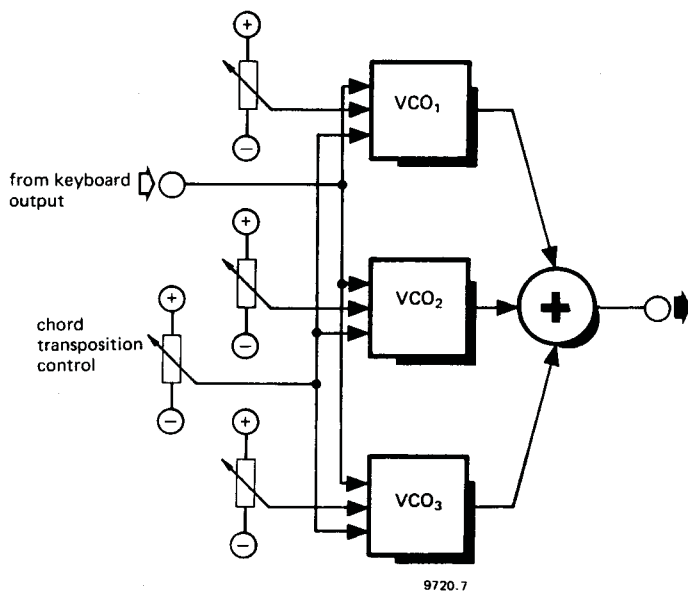 +
−
VCO₁
from keyboard
output
+
−
VCO₂
+
chord
transposition
control
+
−
−
+
VCO₃
−
9720.7